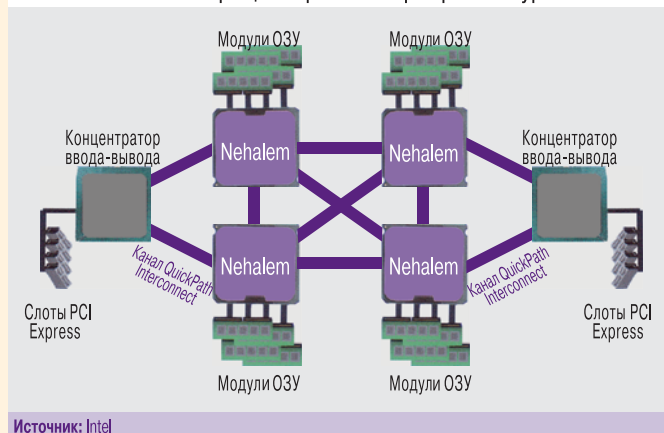 Модули ОЗУ
Модули ОЗУ
Концентратор
ввода-вывода
Nehalem
Nehalem
Концентратор
ввода-вывода
Nehalem
Nehalem
Канал QuickPath
Interconnect
Канал QuickPath
Interconnect
Слоты PCI
Express
Слоты PCI
Express
Модули ОЗУ
Модули ОЗУ
Источник: Intel